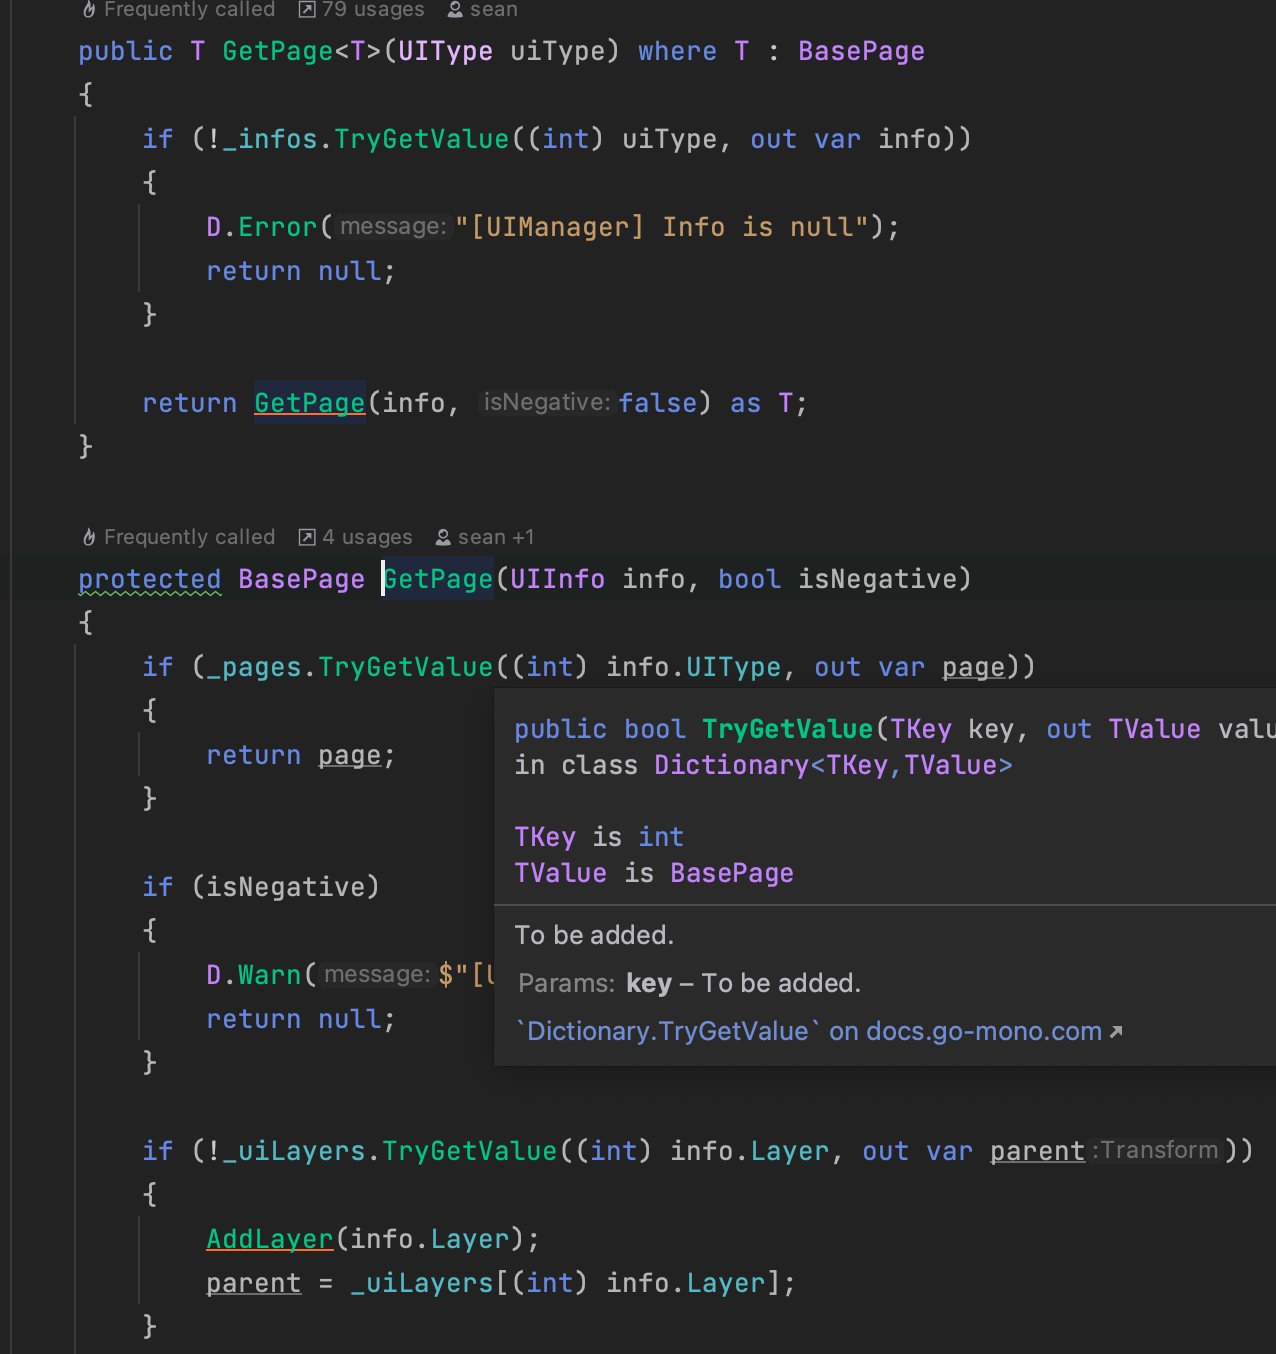 Frequently called 79 usages sean
public T GetPage<T>(UIType uiType) where T : BasePage
{
if (!_infos.TryGetValue((int) uiType, out var info))
{
D.Error( message: "[UIManager] Info is null");
return null;
}
return GetPage(info, isNegative: false) as T;
}
Frequently called 4 usages sean +1
protected BasePage GetPage(UIInfo info, bool isNegative)
{
if (_pages.TryGetValue((int) info.UIType, out var page))
{
return page;
}
if (isNegative)
{
D.Warn( message: $"[
return null;
}
if (!_uiLayers.TryGetValue((int) info.Layer, out var parent :Transform ))
{
AddLayer(info.Layer);
parent = _uiLayers[(int) info.Layer];
}
public bool TryGetValue(TKey key, out TValue valu
in class Dictionary<TKey,TValue>
TKey is int
TValue is BasePage
To be added.
Params: key – To be added.
`Dictionary.TryGetValue` on docs.go-mono.com